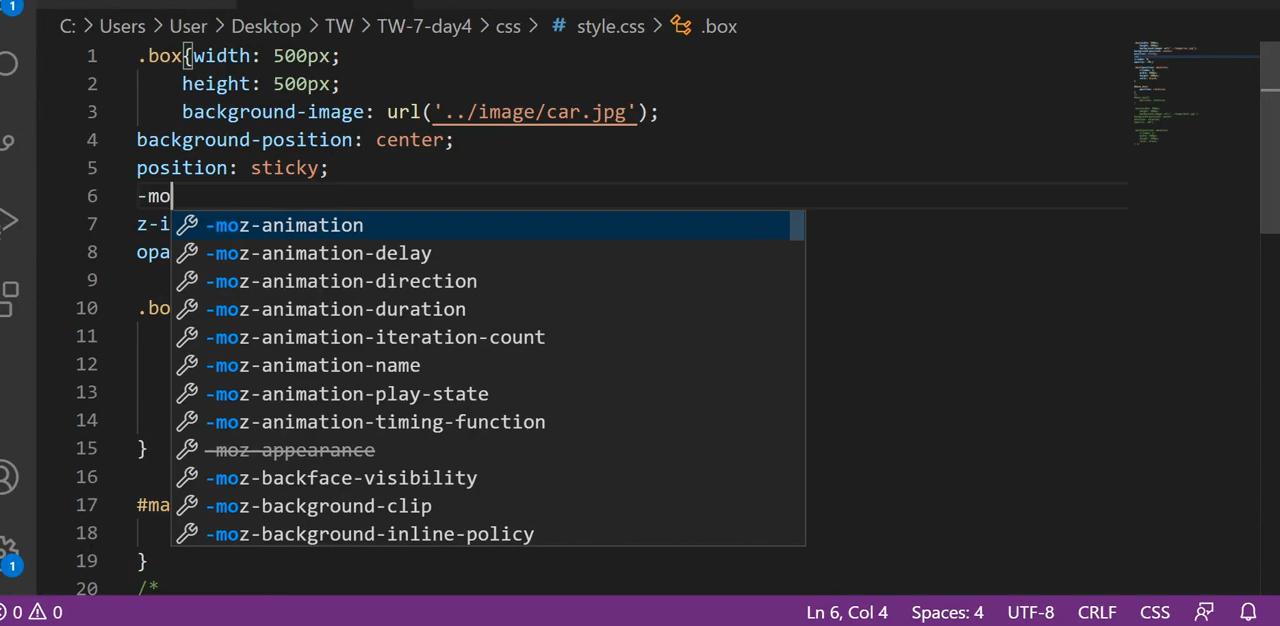 1
C: > Users > User > Desktop > TW > TW-7-day4 > css > # style.css > .box
1 .box{width: 500px;
2 height: 500px;
3 background-image: url('../image/car.jpg');
4 background-position: center;
5 position: sticky;
6 -mo
7 z-i
-moz-animation
8 opa
-moz-animation-delay
9
-moz-animation-direction
10 .bo
-moz-animation-duration
11
-moz-animation-iteration-count
12
-moz-animation-name
13
-moz-animation-play-state
14
-moz-animation-timing-function
15 }
-moz-appearance
16
-moz-backface-visibility
17 #ma
-moz-background-clip
18
-moz-background-inline-policy
19 }
20 /*
1
0 0 Ln 6, Col 4 Spaces: 4 UTF-8 CRLF CSS